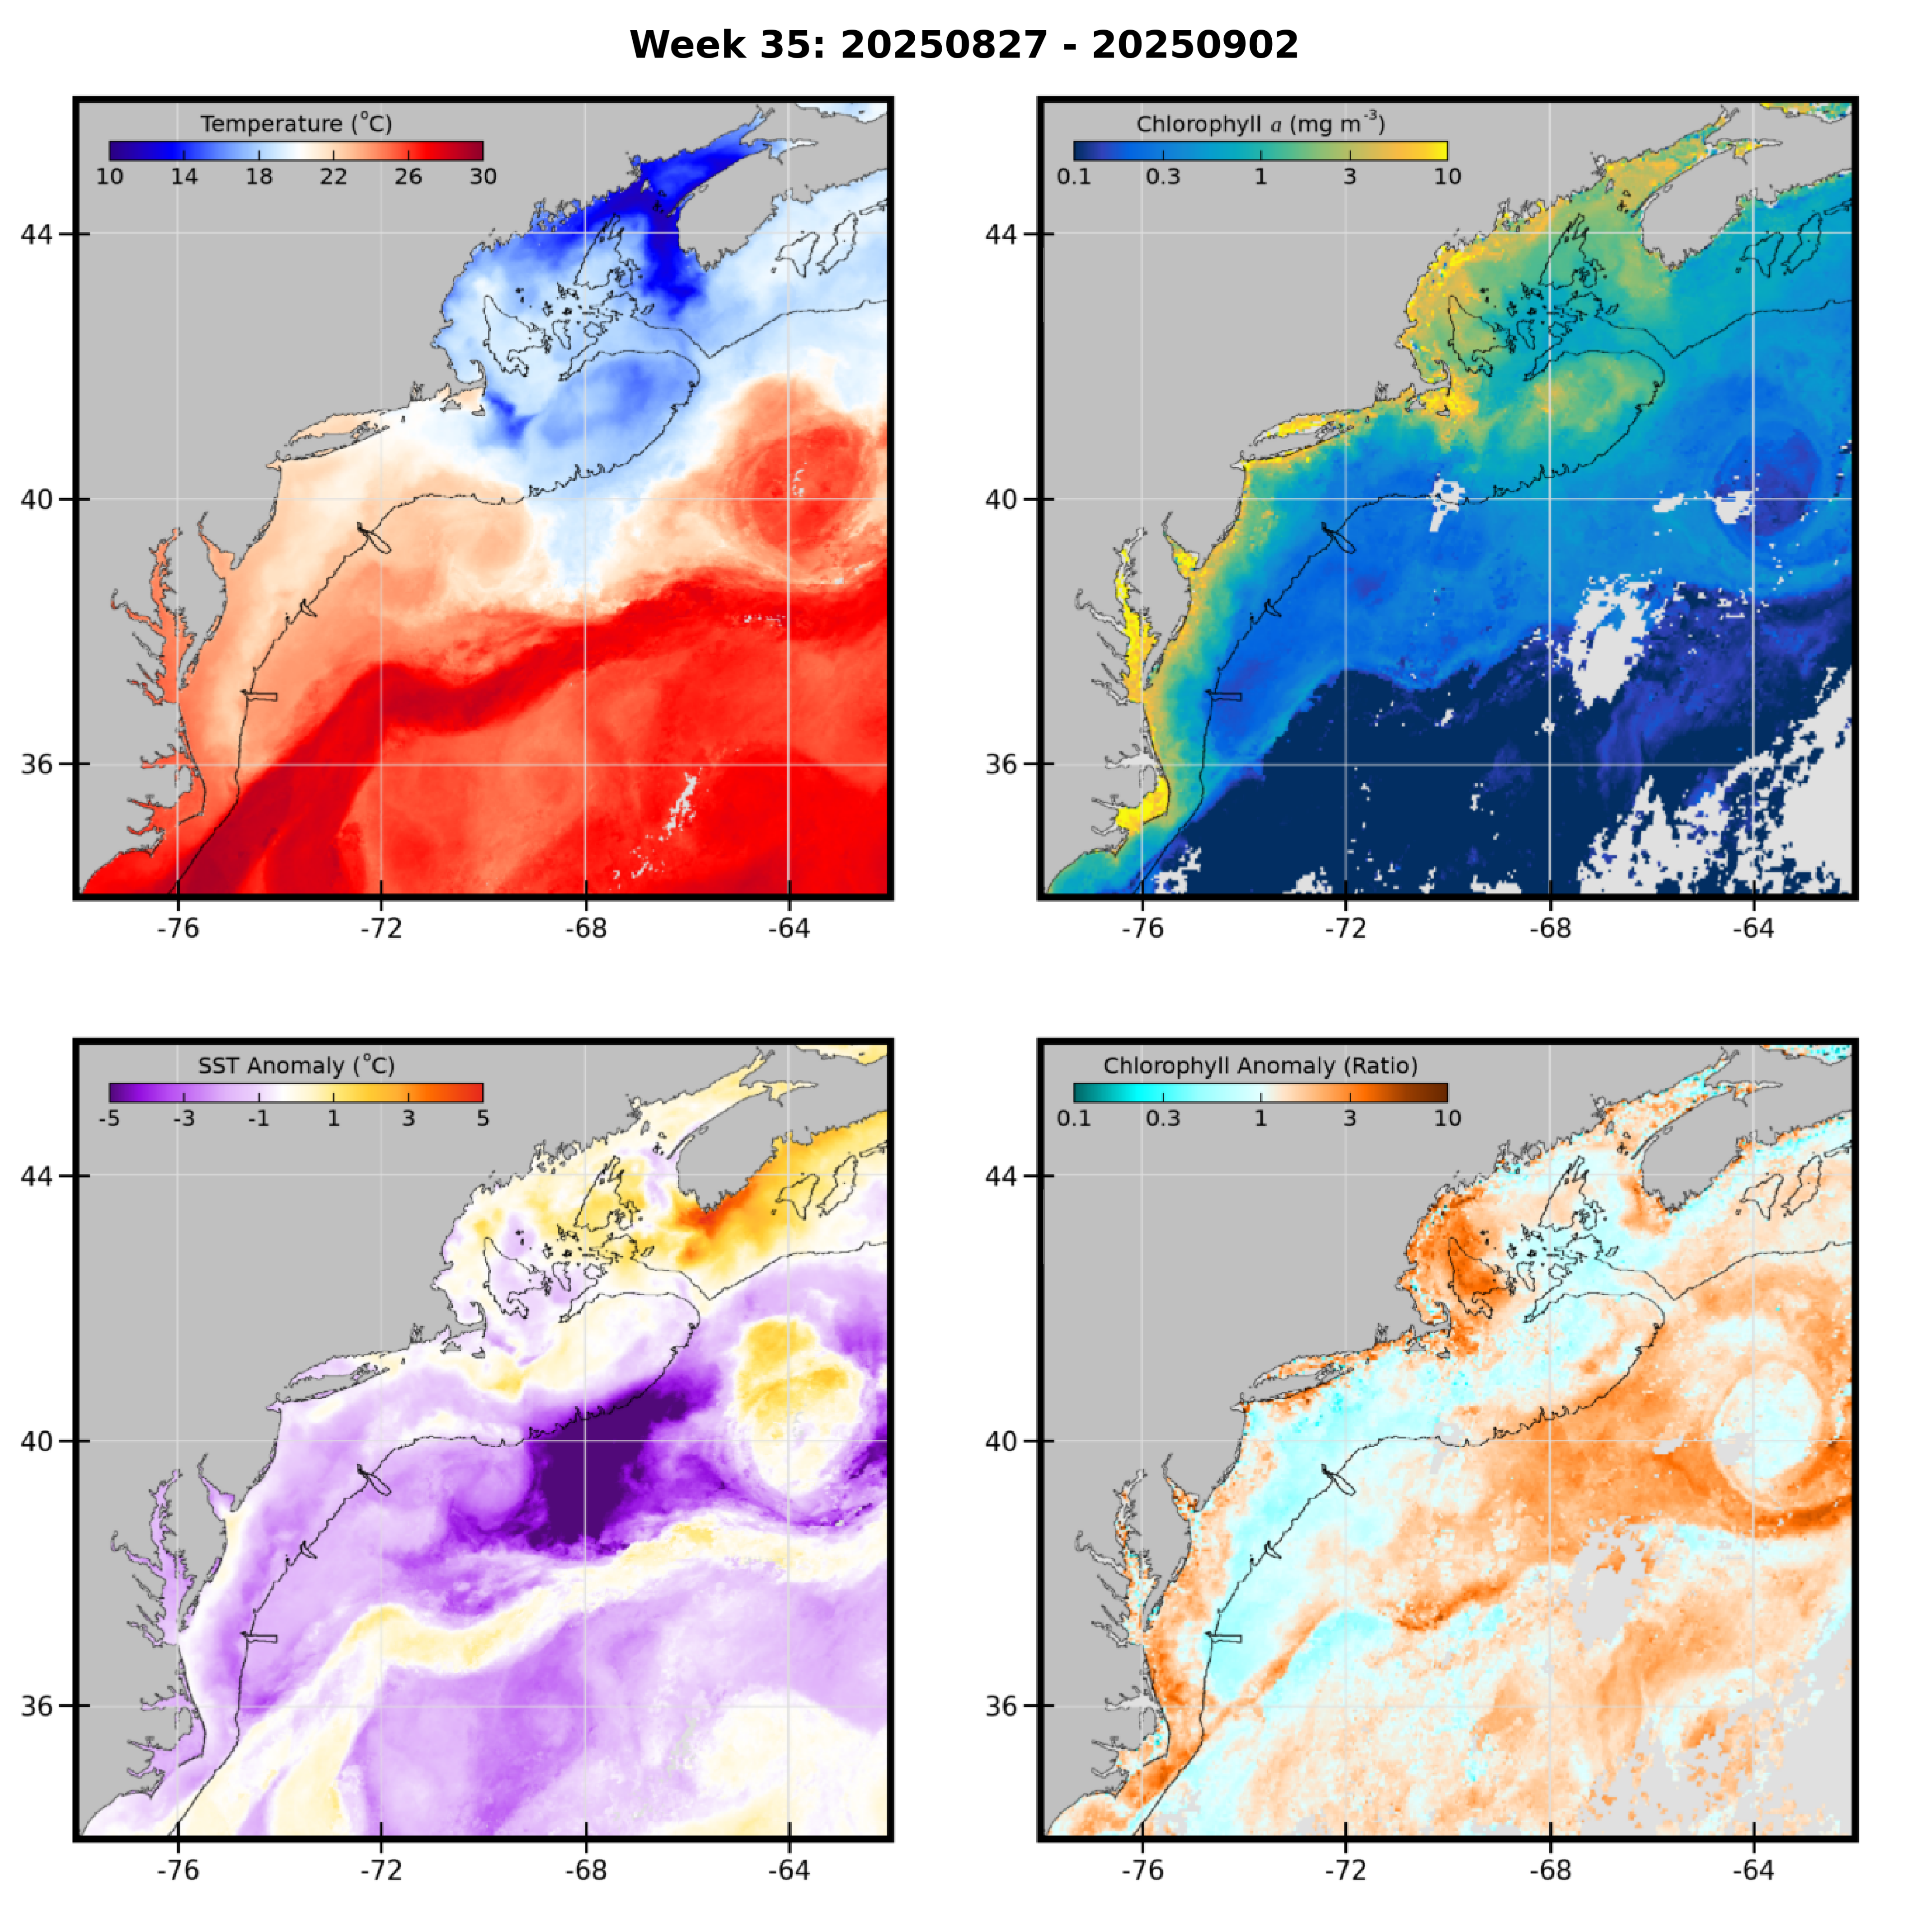 Week 35: 20250827 - 20250902
Temperature (°C)
10 14 18 22 26 30
44
40
36
-76 -72 -68 -64
Chlorophyll a (mg m⁻³)
0.1 0.3 1 3 10
44
40
36
-76 -72 -68 -64
SST Anomaly (°C)
-5 -3 -1 1 3 5
44
40
36
-76 -72 -68 -64
Chlorophyll Anomaly (Ratio)
0.1 0.3 1 3 10
44
40
36
-76 -72 -68 -64